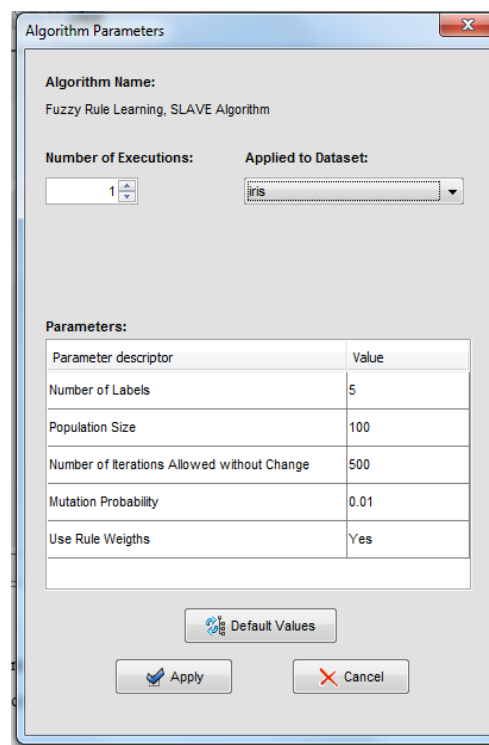 Algorithm Parameters
Algorithm Name:
Fuzzy Rule Learning, SLAVE Algorithm
Number of Executions: Applied to Dataset:
1 iris
Parameters:
Parameter descriptor Value
Number of Labels 5
Population Size 100
Number of Iterations Allowed without Change 500
Mutation Probability 0.01
Use Rule Weigths Yes
Default Values
Apply Cancel